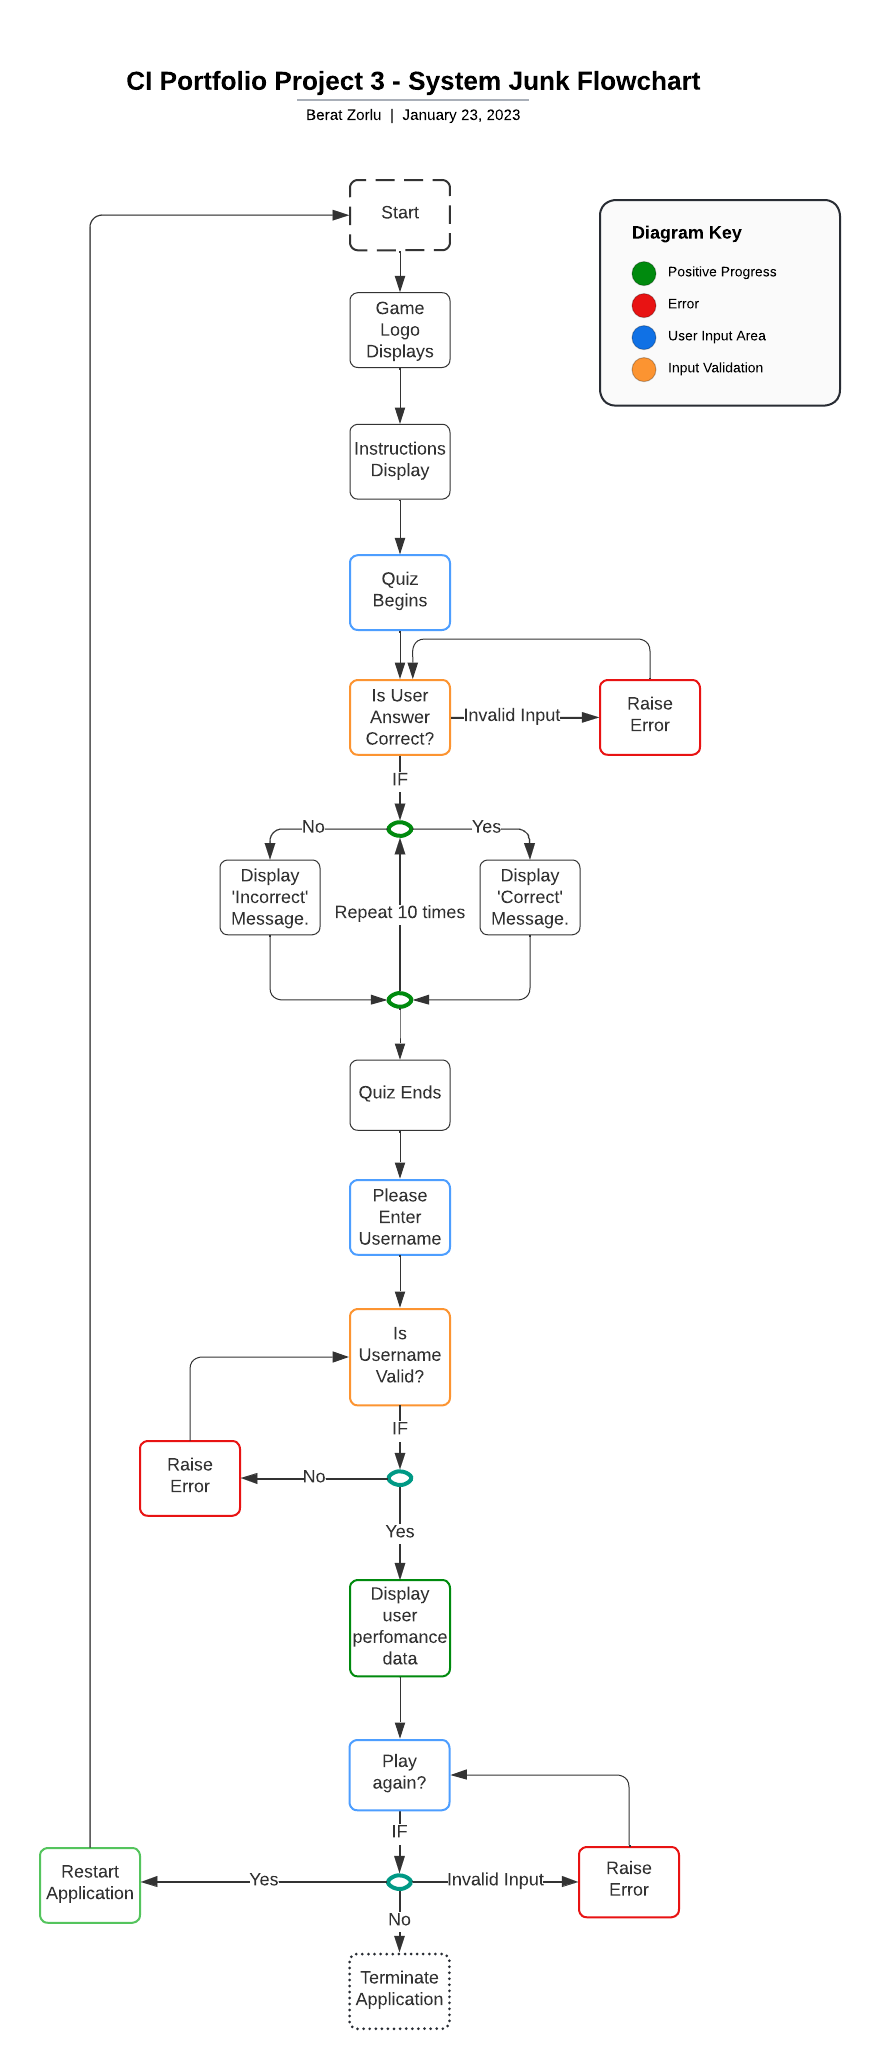 CI Portfolio Project 3 - System Junk Flowchart
Berat Zorlu | January 23, 2023
Start
Diagram Key
Positive Progress
Error
User Input Area
Input Validation
Game
Logo
Displays
Instructions
Display
Quiz
Begins
Is User
Answer
Correct?
Invalid Input
Raise
Error
IF
No
Yes
Display
'Incorrect'
Message.
Repeat 10 times
Display
'Correct'
Message.
Quiz Ends
Please
Enter
Username
Is
Username
Valid?
IF
Raise
Error
No
Yes
Display
user
perfomance
data
Play
again?
IF
Restart
Application
Yes
Invalid Input
Raise
Error
No
Terminate
Application